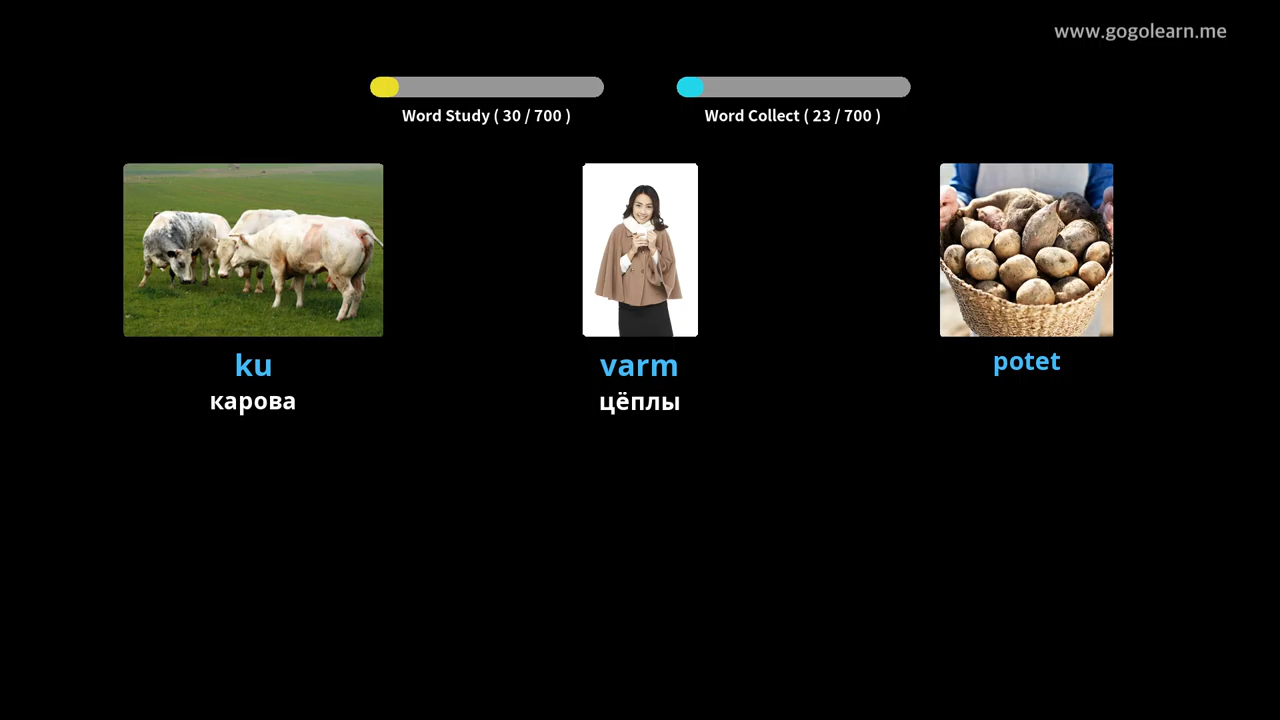 www.gogolearn.me
Word Study ( 30 / 700 )
Word Collect ( 23 / 700 )
ku
карова
varm
цёплы
potet